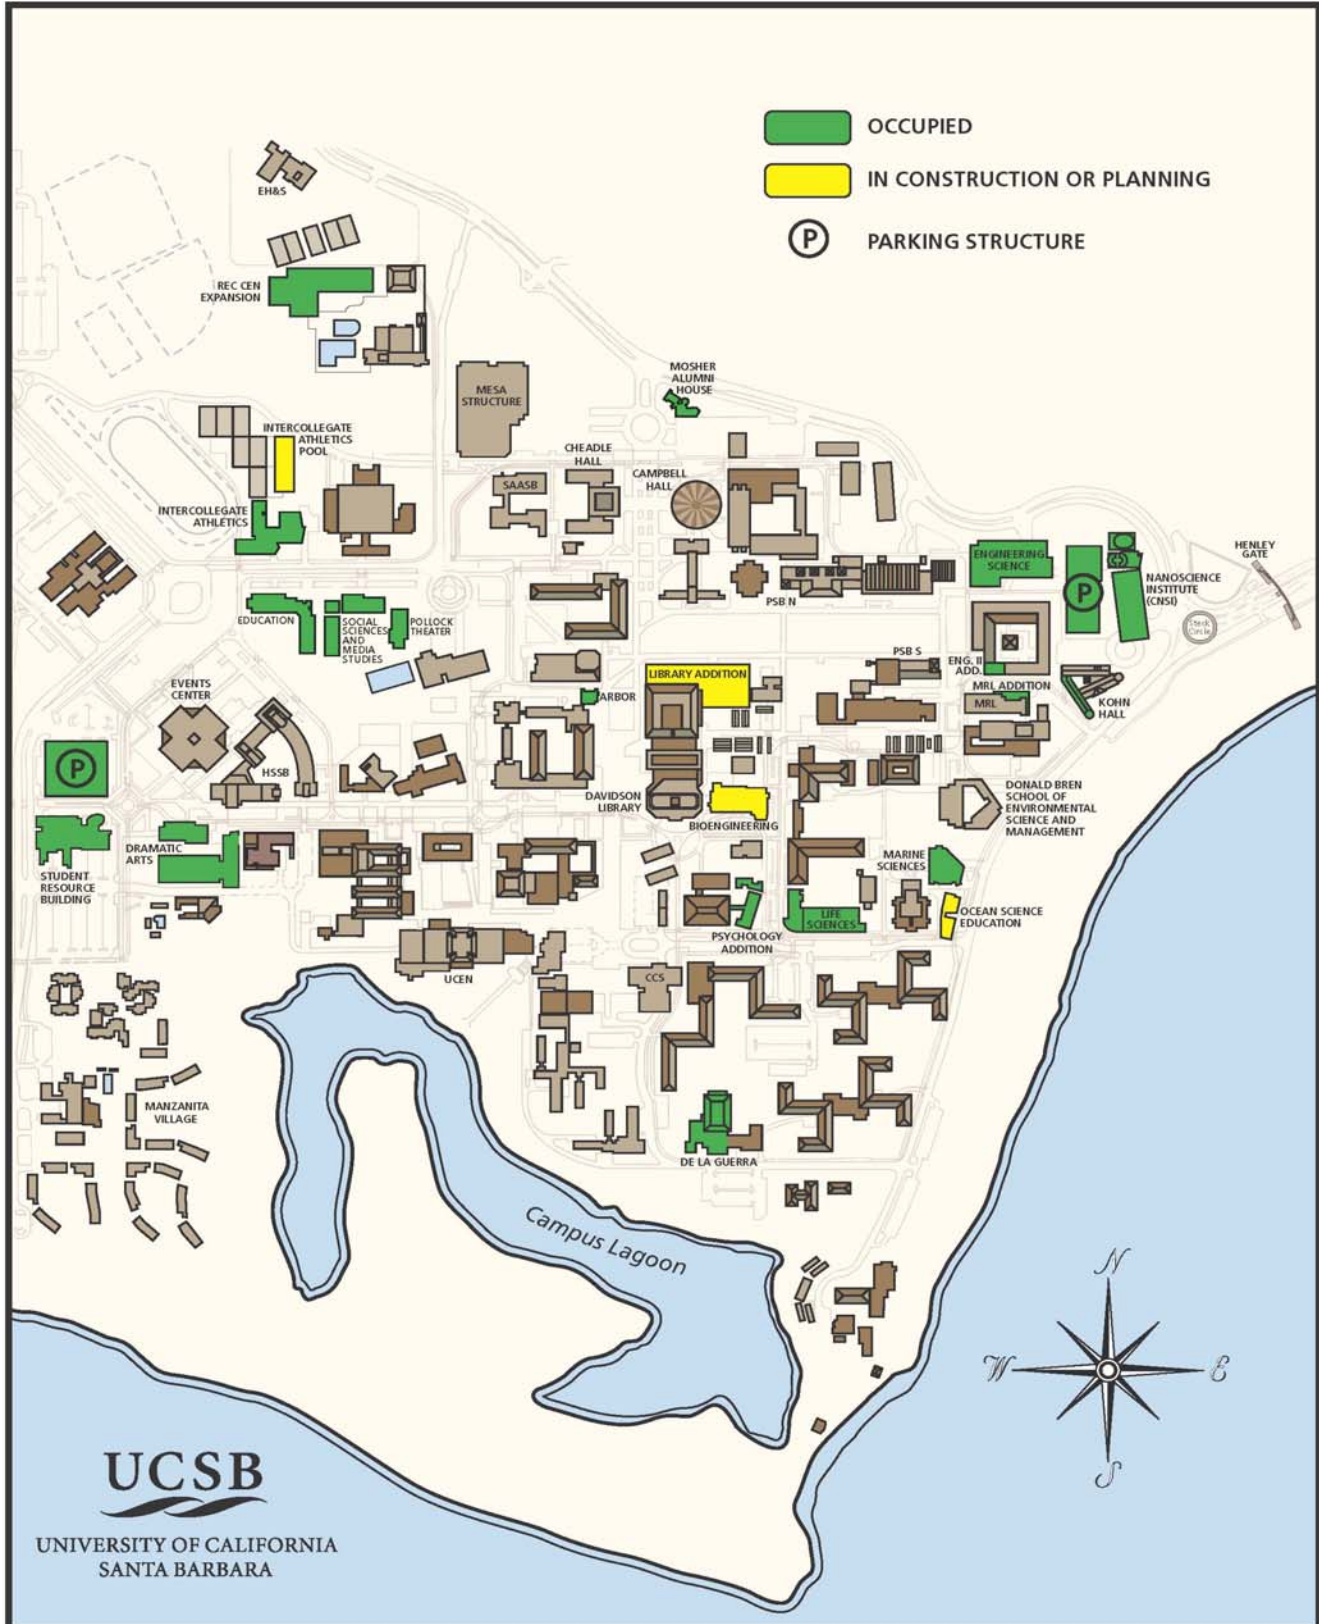 OCCUPIED
IN CONSTRUCTION OR PLANNING
P
PARKING STRUCTURE
EH&S
REC CEN
EXPANSION
MESA
STRUCTURE
MOSHER
ALUMNI
HOUSE
INTERCOLLEGATE
ATHLETICS
POOL
CHEADLE
HALL
CAMPBELL
HALL
SAASB
INTERCOLLEGATE
ATHLETICS
ENGINEERING
SCIENCE
HENLEY
GATE
P
NANOSCIENCE
INSTITUTE
(CNSI)
Steck
Circle
PSB N
EDUCATION
SOCIAL
SCIENCES
AND
MEDIA
STUDIES
POLLOCK
THEATER
PSB S
ENG. II
ADD.
LIBRARY ADDITION
MRL ADDITION
MRL
KOHN
HALL
EVENTS
CENTER
ARBOR
P
HSSB
DAVIDSON
LIBRARY
BIOENGINEERING
DONALD BREN
SCHOOL OF
ENVIRONMENTAL
SCIENCE AND
MANAGEMENT
DRAMATIC
ARTS
MARINE
SCIENCES
STUDENT
RESOURCE
BUILDING
LIFE
SCIENCES
OCEAN SCIENCE
EDUCATION
PSYCHOLOGY
ADDITION
UCEN
CCS
MANZANITA
VILLAGE
DE LA GUERRA
Campus Lagoon
N
W
E
S
UCSB
UNIVERSITY OF CALIFORNIA
SANTA BARBARA